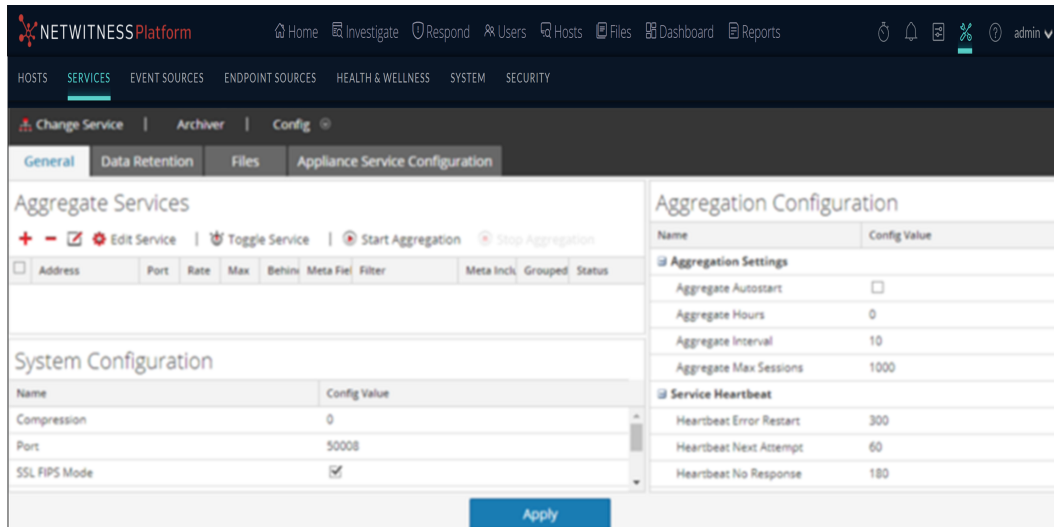 NETWITNESS Platform Home Investigate Respond Users Hosts Files Dashboard Reports admin
HOSTS SERVICES EVENT SOURCES ENDPOINT SOURCES HEALTH & WELLNESS SYSTEM SECURITY
Change Service | Archiver | Config
General Data Retention Files Appliance Service Configuration
Aggregate Services
Edit Service | Toggle Service | Start Aggregation Stop Aggregation
Address Port Rate Max Behin Meta Fiel Filter Meta Inclu Grouped Status
System Configuration
Name Config Value
Compression 0
Port 50008
SSL FIPS Mode
Aggregation Configuration
Name Config Value
Aggregation Settings
Aggregate Autostart
Aggregate Hours 0
Aggregate Interval 10
Aggregate Max Sessions 1000
Service Heartbeat
Heartbeat Error Restart 300
Heartbeat Next Attempt 60
Heartbeat No Response 180
Apply